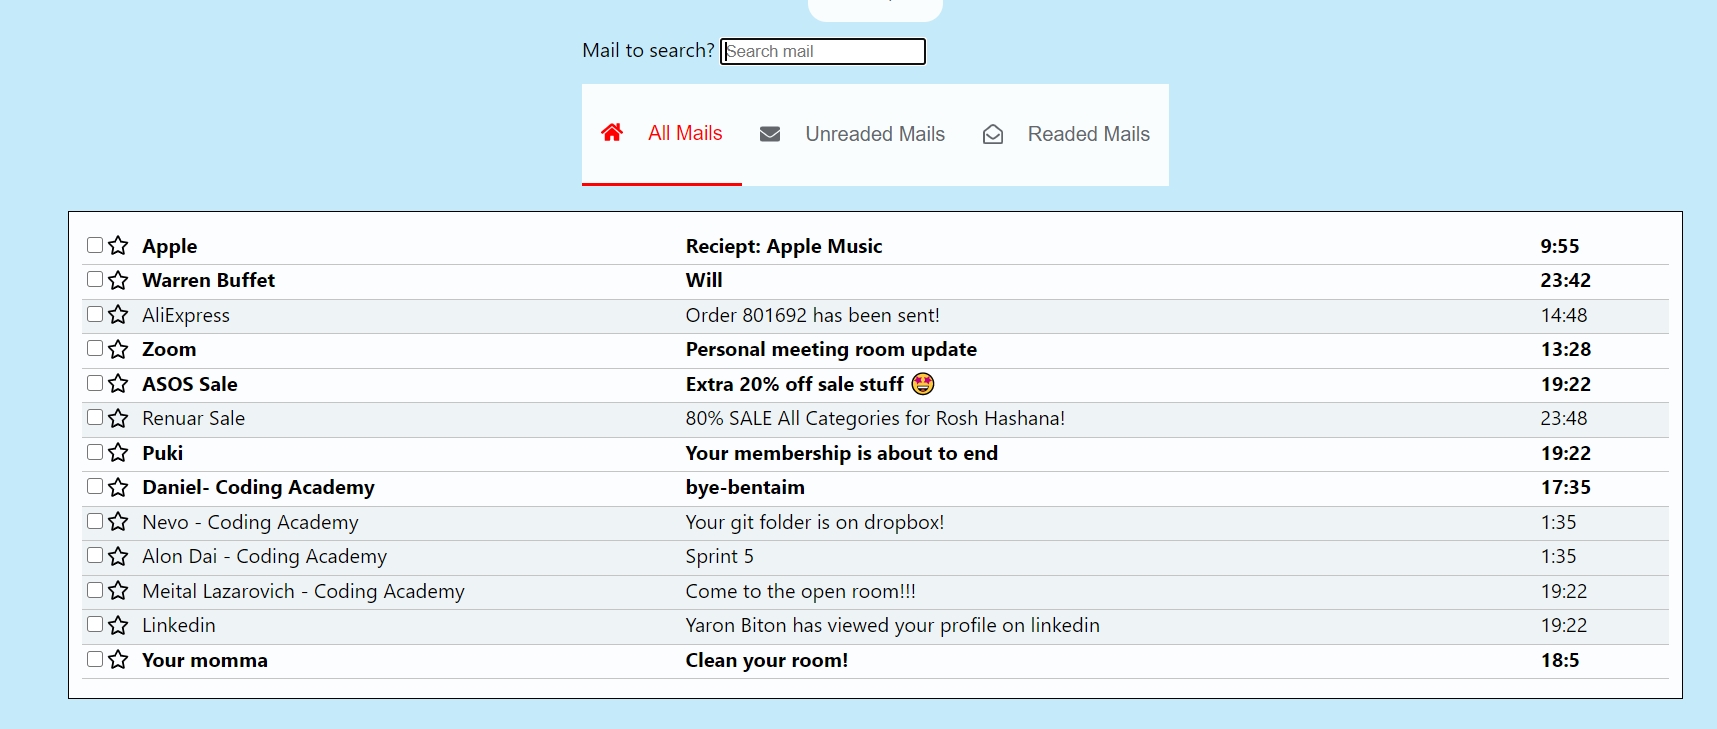 Mail to search? Search mail
All Mails Unreaded Mails Readed Mails
Apple Reciept: Apple Music 9:55
Warren Buffet Will 23:42
AliExpress Order 801692 has been sent! 14:48
Zoom Personal meeting room update 13:28
ASOS Sale Extra 20% off sale stuff 🤩 19:22
Renuar Sale 80% SALE All Categories for Rosh Hashana! 23:48
Puki Your membership is about to end 19:22
Daniel- Coding Academy bye-bentaim 17:35
Nevo - Coding Academy Your git folder is on dropbox! 1:35
Alon Dai - Coding Academy Sprint 5 1:35
Meital Lazarovich - Coding Academy Come to the open room!!! 19:22
Linkedin Yaron Biton has viewed your profile on linkedin 19:22
Your momma Clean your room! 18:5